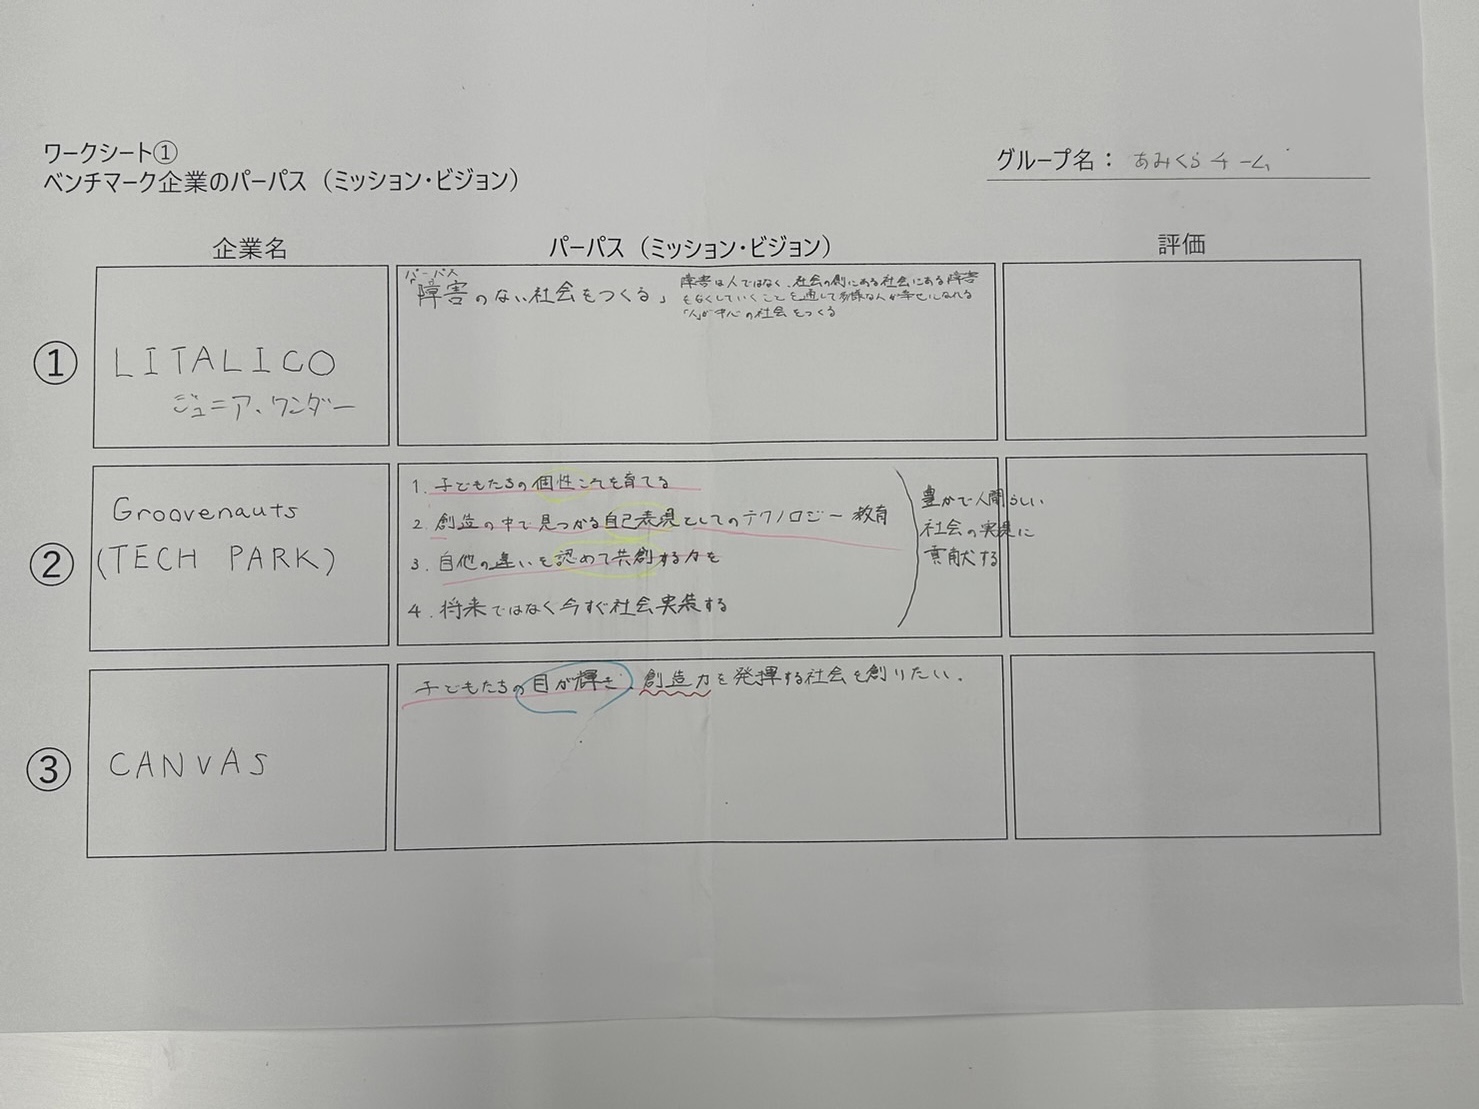 ワークシート①
ベンチマーク企業のパーパス（ミッション・ビジョン）
グループ名： あみくらチーム
企業名
パーパス（ミッション・ビジョン）
評価
①
LITALICO
ジュニア、ワンダー
パーパス
「障害のない社会をつくる」
障害は人ではなく、社会の側にある社会にある障害
をなくしていくことを通して多様な人が幸せになれる
「人」が中心の社会をつくる
②
Groovenauts
(TECH PARK)
1. 子どもたちの個性こそを育てる
2. 創造の中で見つかる自己表現としてのテクノロジー教育
3. 自他の違いを認めて共創する力を
4. 将来ではなく今すぐ社会実装する
豊かで人間らしい
社会の実現に
貢献する
③
CANVAS
子どもたちの目が輝き、創造力を発揮する社会を創りたい.